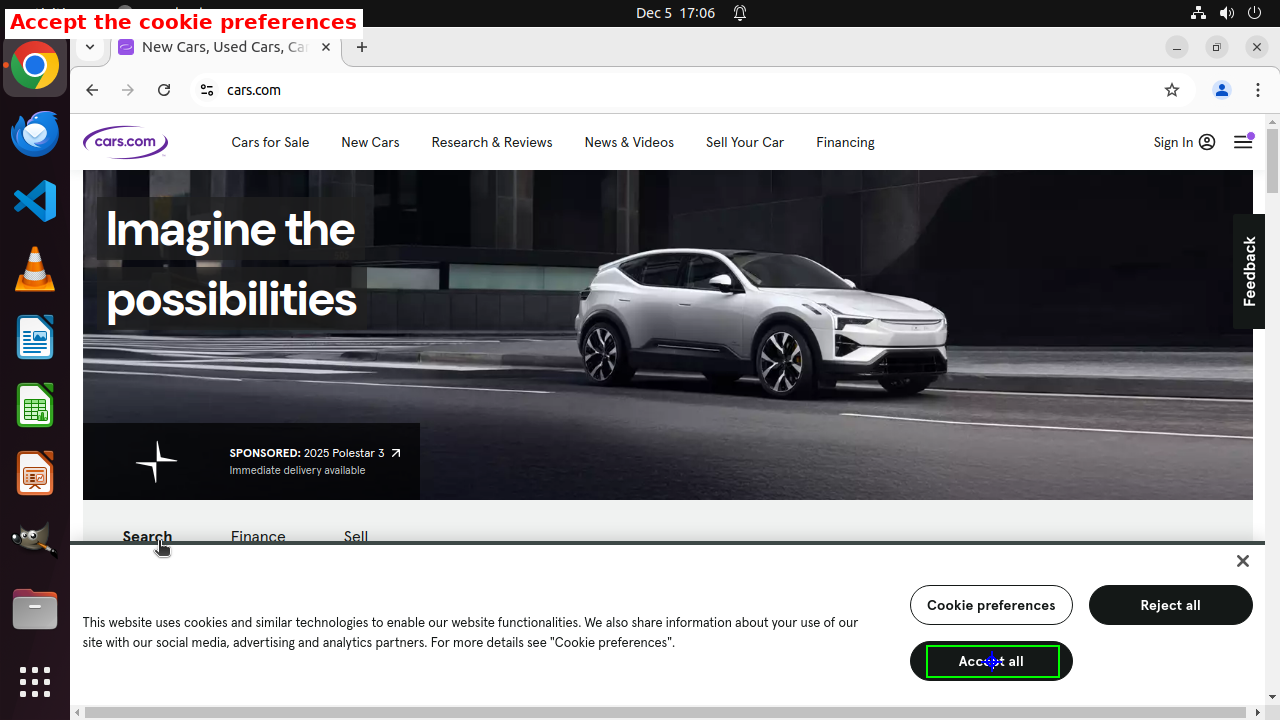 Accept the cookie preferences
Dec 5 17:06
New Cars, Used Cars, Ca
cars.com
cars.com
Cars for Sale
New Cars
Research & Reviews
News & Videos
Sell Your Car
Financing
Sign In
Imagine the
possibilities
Feedback
SPONSORED: 2025 Polestar 3
Immediate delivery available
Search
Finance
Sell
This website uses cookies and similar technologies to enable our website functionalities. We also share information about your use of our
site with our social media, advertising and analytics partners. For more details see "Cookie preferences".
Cookie preferences
Reject all
Accept all